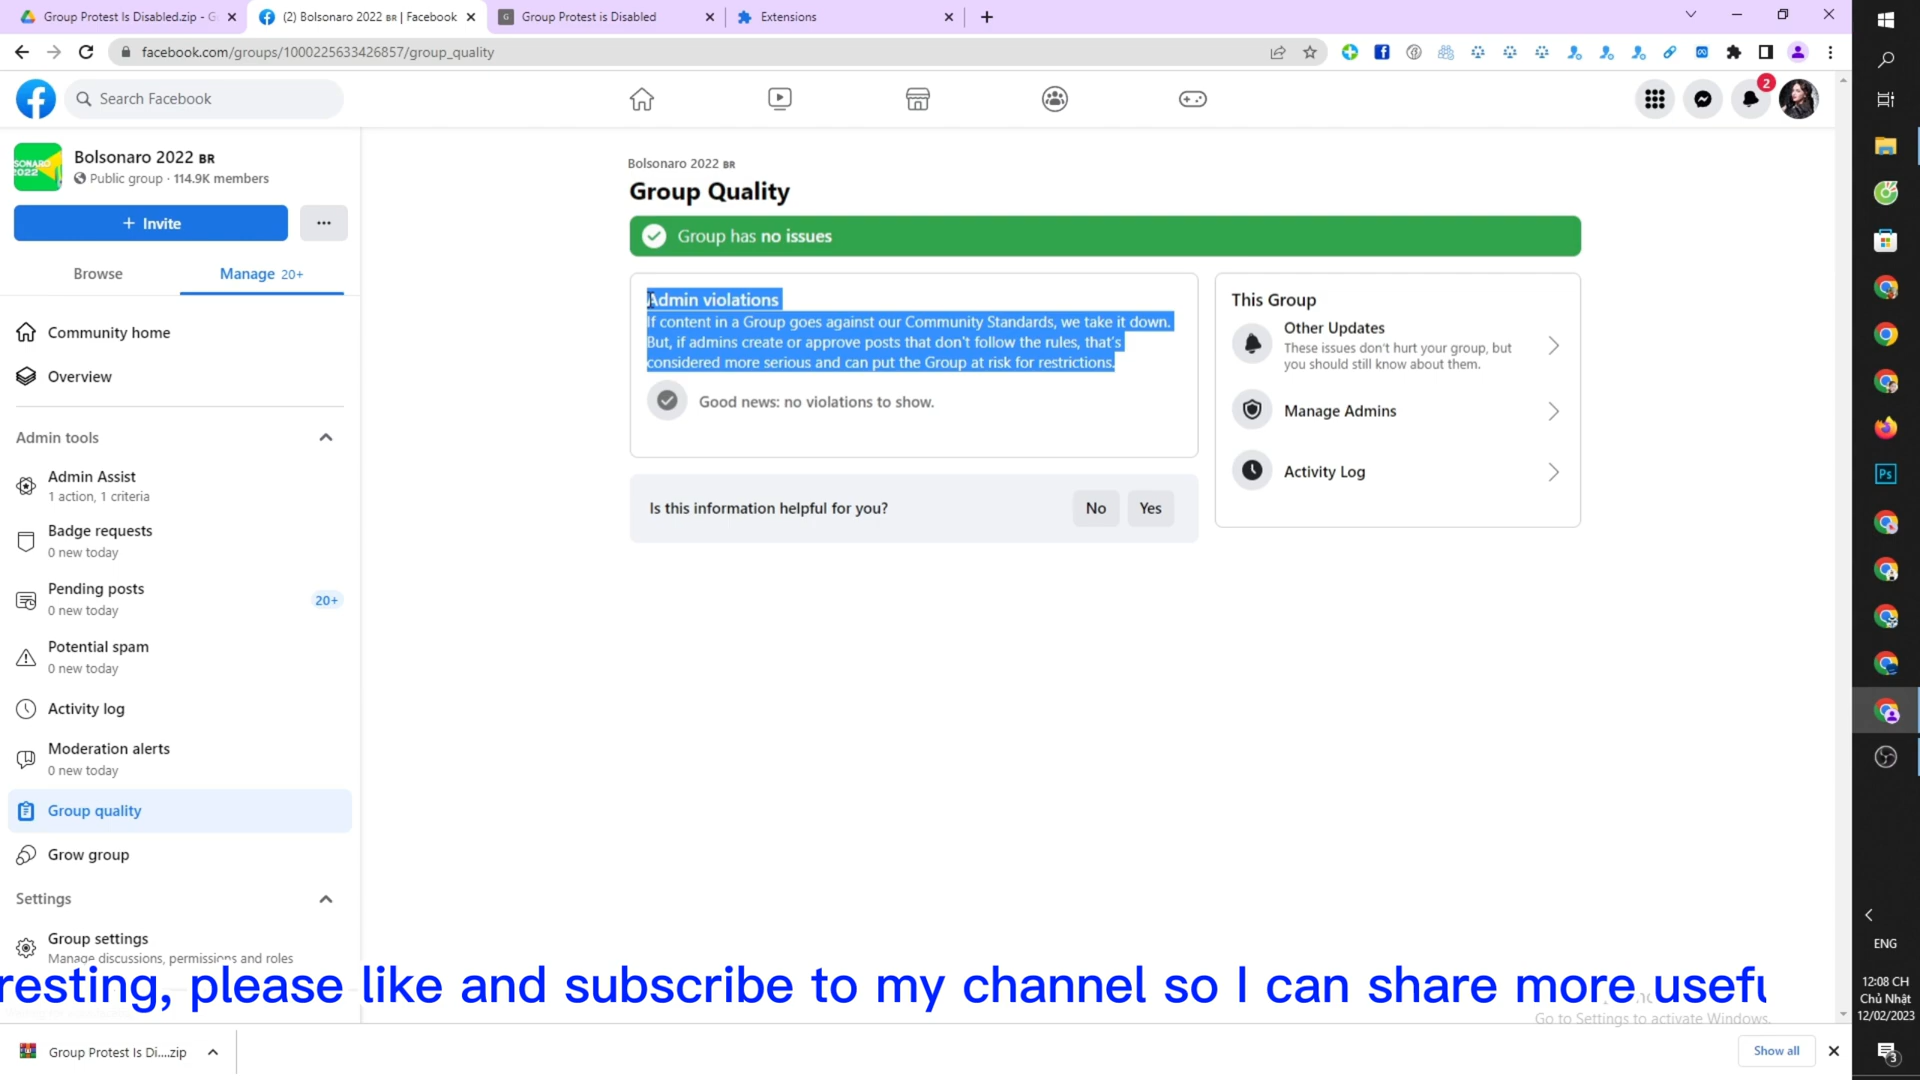 Group Protest Is Disabled.zip - G
(2) Bolsonaro 2022 BR | Facebook
Group Protest is Disabled
Extensions
facebook.com/groups/1000225633426857/group_quality
Search Facebook
2
Bolsonaro 2022 BR
Public group · 114.9K members
+ Invite
Browse
Manage 20+
Community home
Overview
Admin tools
Admin Assist
1 action, 1 criteria
Badge requests
0 new today
Pending posts
0 new today
20+
Potential spam
0 new today
Activity log
Moderation alerts
0 new today
Group quality
Grow group
Settings
Group settings
Manage discussions, permissions and roles
Bolsonaro 2022 BR
Group Quality
Group has no issues
Admin violations
If content in a Group goes against our Community Standards, we take it down.
But, if admins create or approve posts that don't follow the rules, that's
considered more serious and can put the Group at risk for restrictions.
Good news: no violations to show.
Is this information helpful for you?
No
Yes
This Group
Other Updates
These issues don't hurt your group, but
you should still know about them.
Manage Admins
Activity Log
resting, please like and subscribe to my channel so I can share more usefu
Go to Settings to activate Windows.
Group Protest Is Di....zip
Show all
Ps
ENG
12:08 CH
Chủ Nhật
12/02/2023
3